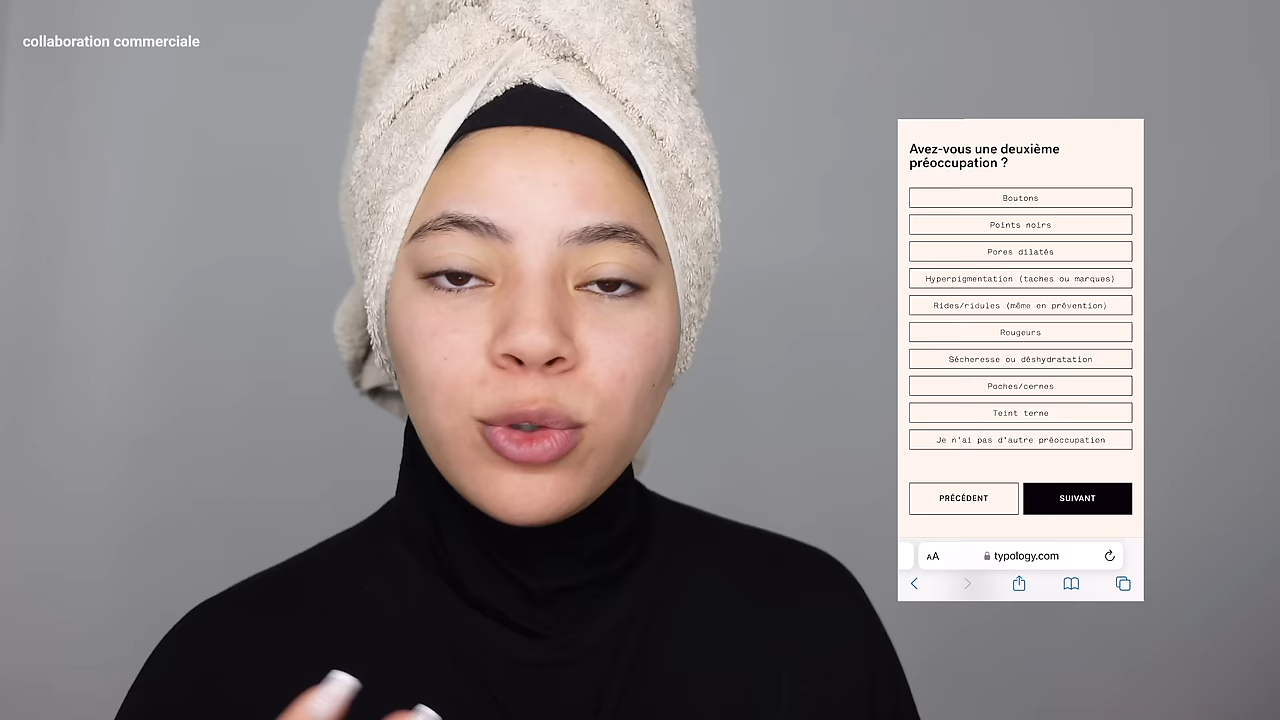 collaboration commerciale
Avez-vous une deuxième
préoccupation ?
Boutons
Points noirs
Pores dilatés
Hyperpigmentation (taches ou marques)
Rides/ridules (même en prévention)
Rougeurs
Sécheresse ou déshydratation
Poches/cernes
Teint terne
Je n'ai pas d'autre préoccupation
PRÉCÉDENT
SUIVANT
AA
typology.com